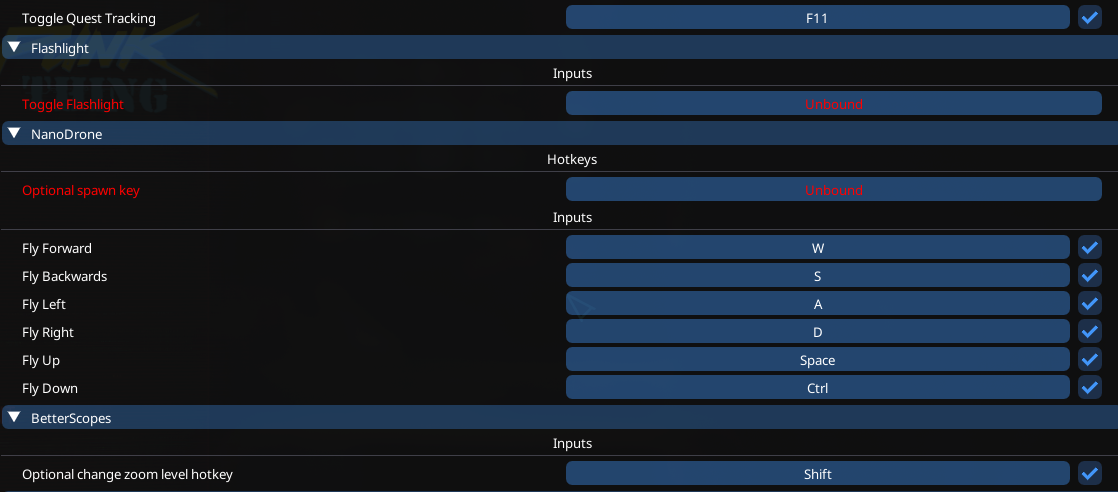 Toggle Quest Tracking F11
Flashlight
Inputs
Toggle Flashlight Unbound
NanoDrone
Hotkeys
Optional spawn key Unbound
Inputs
Fly Forward W
Fly Backwards S
Fly Left A
Fly Right D
Fly Up Space
Fly Down Ctrl
BetterScopes
Inputs
Optional change zoom level hotkey Shift